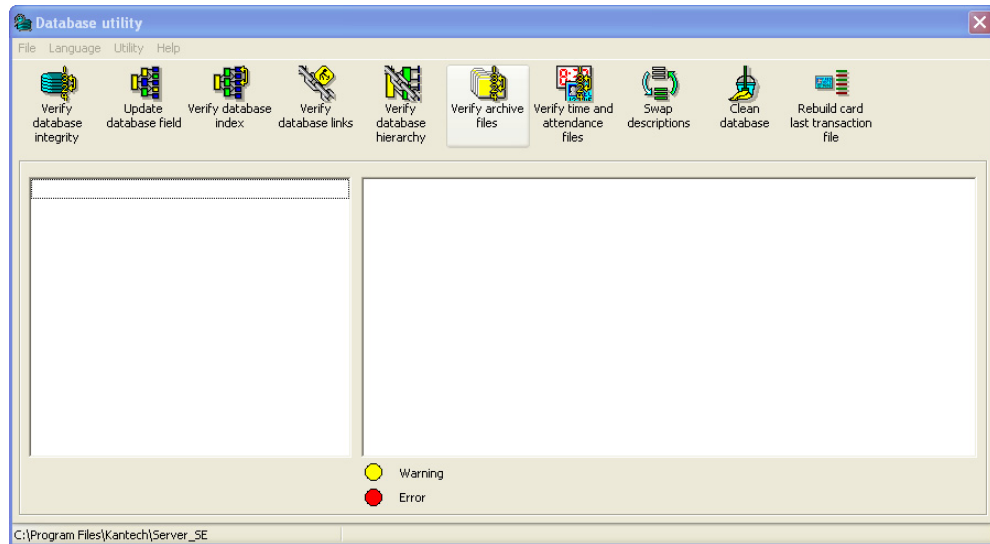 Database utility
File Language Utility Help
Verify
database
integrity
Update
database field
Verify database
index
Verify
database links
Verify
database
hierarchy
Verify archive
files
Verify time and
attendance
files
Swap
descriptions
Clean
database
Rebuild card
last transaction
file
Warning
Error
C:\Program Files\Kantech\Server_SE